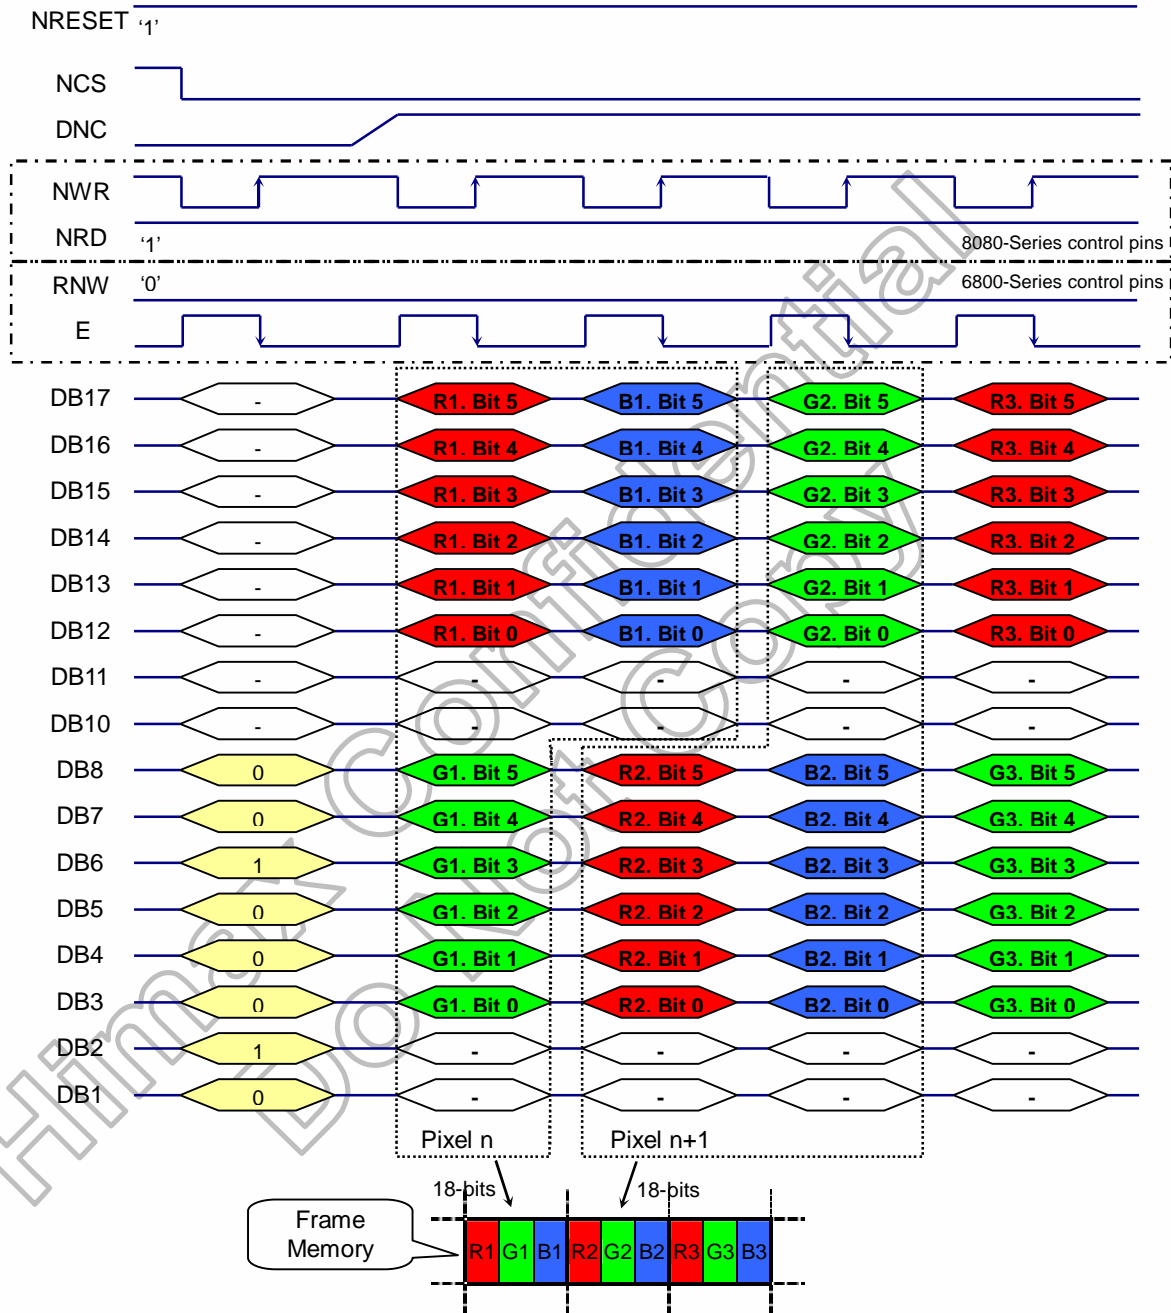 NRESET '1'
NCS
DNC
NWR
NRD '1' 8080-Series control pins
RNW '0' 6800-Series control pins
E
DB17 - R1. Bit 5 B1. Bit 5 G2. Bit 5 R3. Bit 5
DB16 - R1. Bit 4 B1. Bit 4 G2. Bit 4 R3. Bit 4
DB15 - R1. Bit 3 B1. Bit 3 G2. Bit 3 R3. Bit 3
DB14 - R1. Bit 2 B1. Bit 2 G2. Bit 2 R3. Bit 2
DB13 - R1. Bit 1 B1. Bit 1 G2. Bit 1 R3. Bit 1
DB12 - R1. Bit 0 B1. Bit 0 G2. Bit 0 R3. Bit 0
DB11 - - - - -
DB10 - - - - -
DB8 0 G1. Bit 5 R2. Bit 5 B2. Bit 5 G3. Bit 5
DB7 0 G1. Bit 4 R2. Bit 4 B2. Bit 4 G3. Bit 4
DB6 1 G1. Bit 3 R2. Bit 3 B2. Bit 3 G3. Bit 3
DB5 0 G1. Bit 2 R2. Bit 2 B2. Bit 2 G3. Bit 2
DB4 0 G1. Bit 1 R2. Bit 1 B2. Bit 1 G3. Bit 1
DB3 0 G1. Bit 0 R2. Bit 0 B2. Bit 0 G3. Bit 0
DB2 1 - - - -
DB1 0 - - - -
Pixel n Pixel n+1
18-bits 18-bits
Frame
Memory
R1 G1 B1 R2 G2 B2 R3 G3 B3
Himax Confidential
Do Not Copy